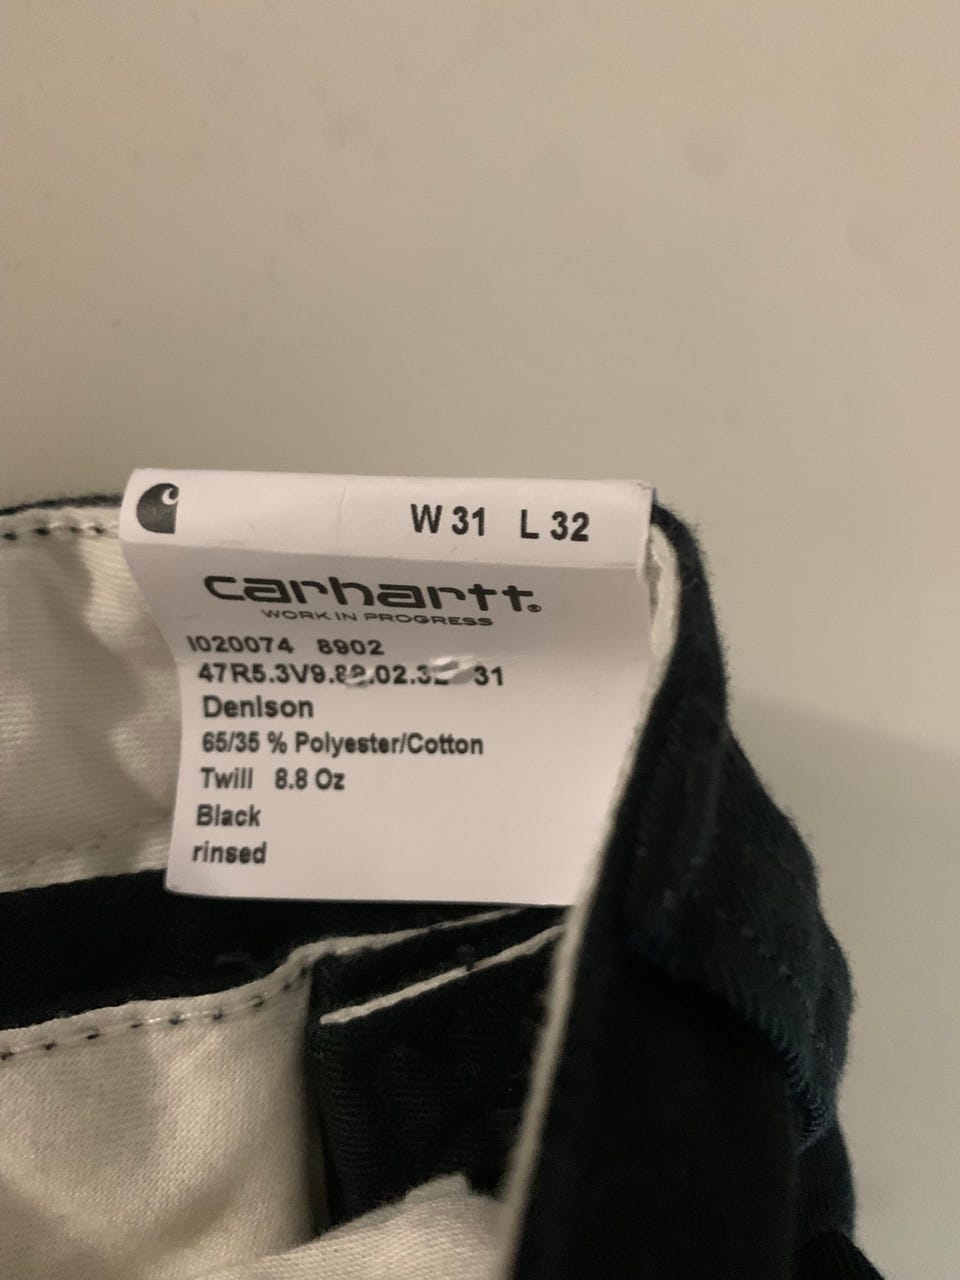 W 31 L 32
carhartt®
WORK IN PROGRESS
I020074 8902
31
Denison
65/35 % Polyester/Cotton
Twill 8.8 Oz
Black
rinsed